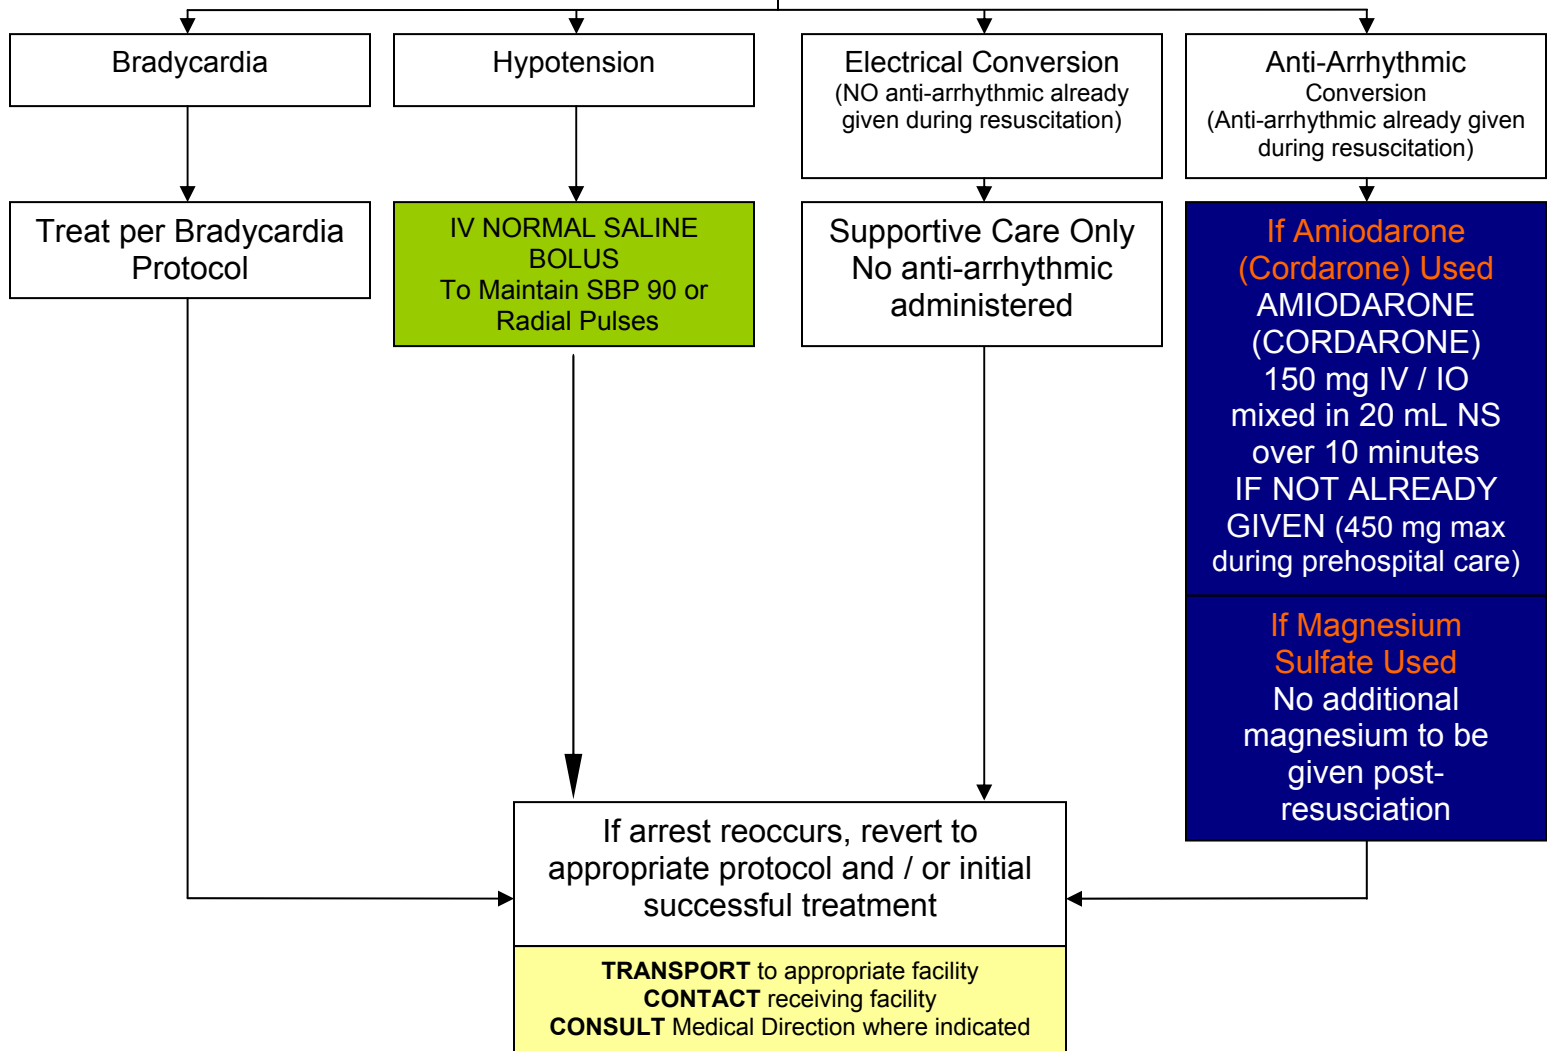 Bradycardia
Hypotension
Electrical Conversion
(NO anti-arrhythmic already
given during resuscitation)
Anti-Arrhythmic
Conversion
(Anti-arrhythmic already given
during resuscitation)
Treat per Bradycardia
Protocol
IV NORMAL SALINE
BOLUS
To Maintain SBP 90 or
Radial Pulses
Supportive Care Only
No anti-arrhythmic
administered
If Amiodarone
(Cordarone) Used
AMIODARONE
(CORDARONE)
150 mg IV / IO
mixed in 20 mL NS
over 10 minutes
IF NOT ALREADY
GIVEN (450 mg max
during prehospital care)
If Magnesium
Sulfate Used
No additional
magnesium to be
given post-
resusciation
If arrest reoccurs, revert to
appropriate protocol and / or initial
successful treatment
TRANSPORT to appropriate facility
CONTACT receiving facility
CONSULT Medical Direction where indicated